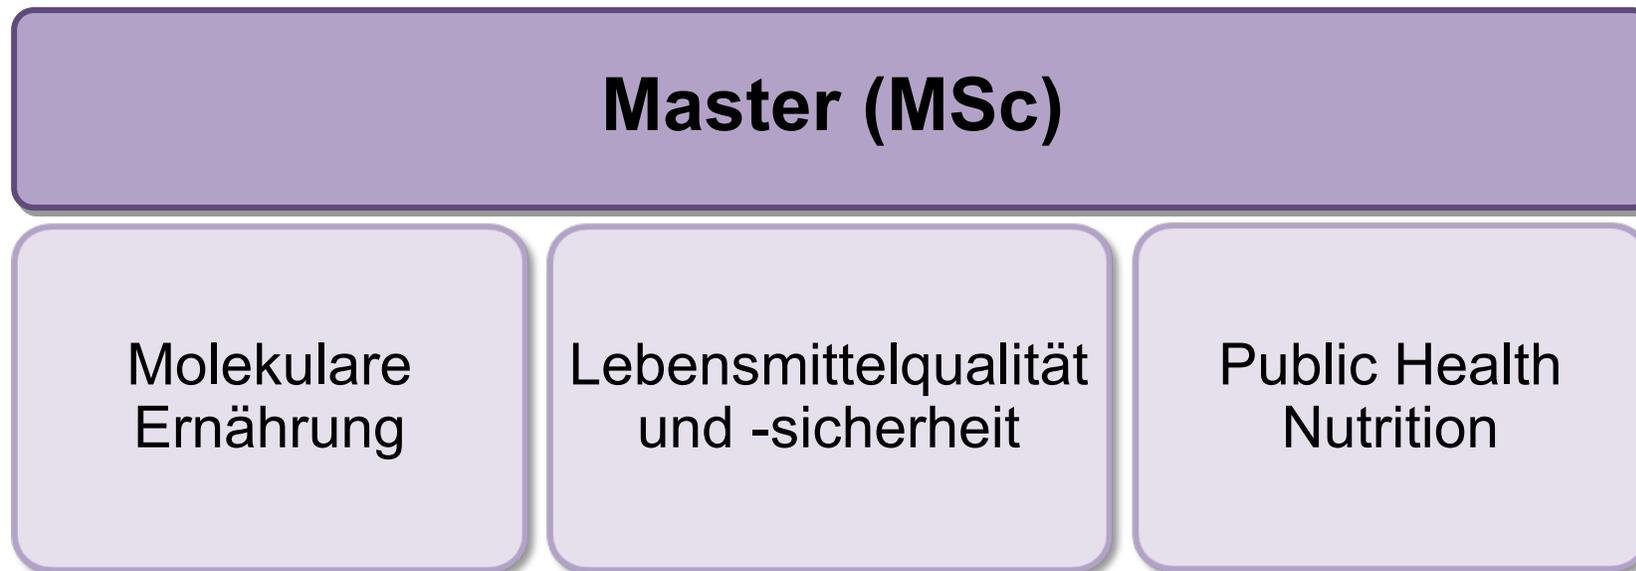 Master (MSc)
Molekulare
Ernährung
Lebensmittelqualität
und -sicherheit
Public Health
Nutrition